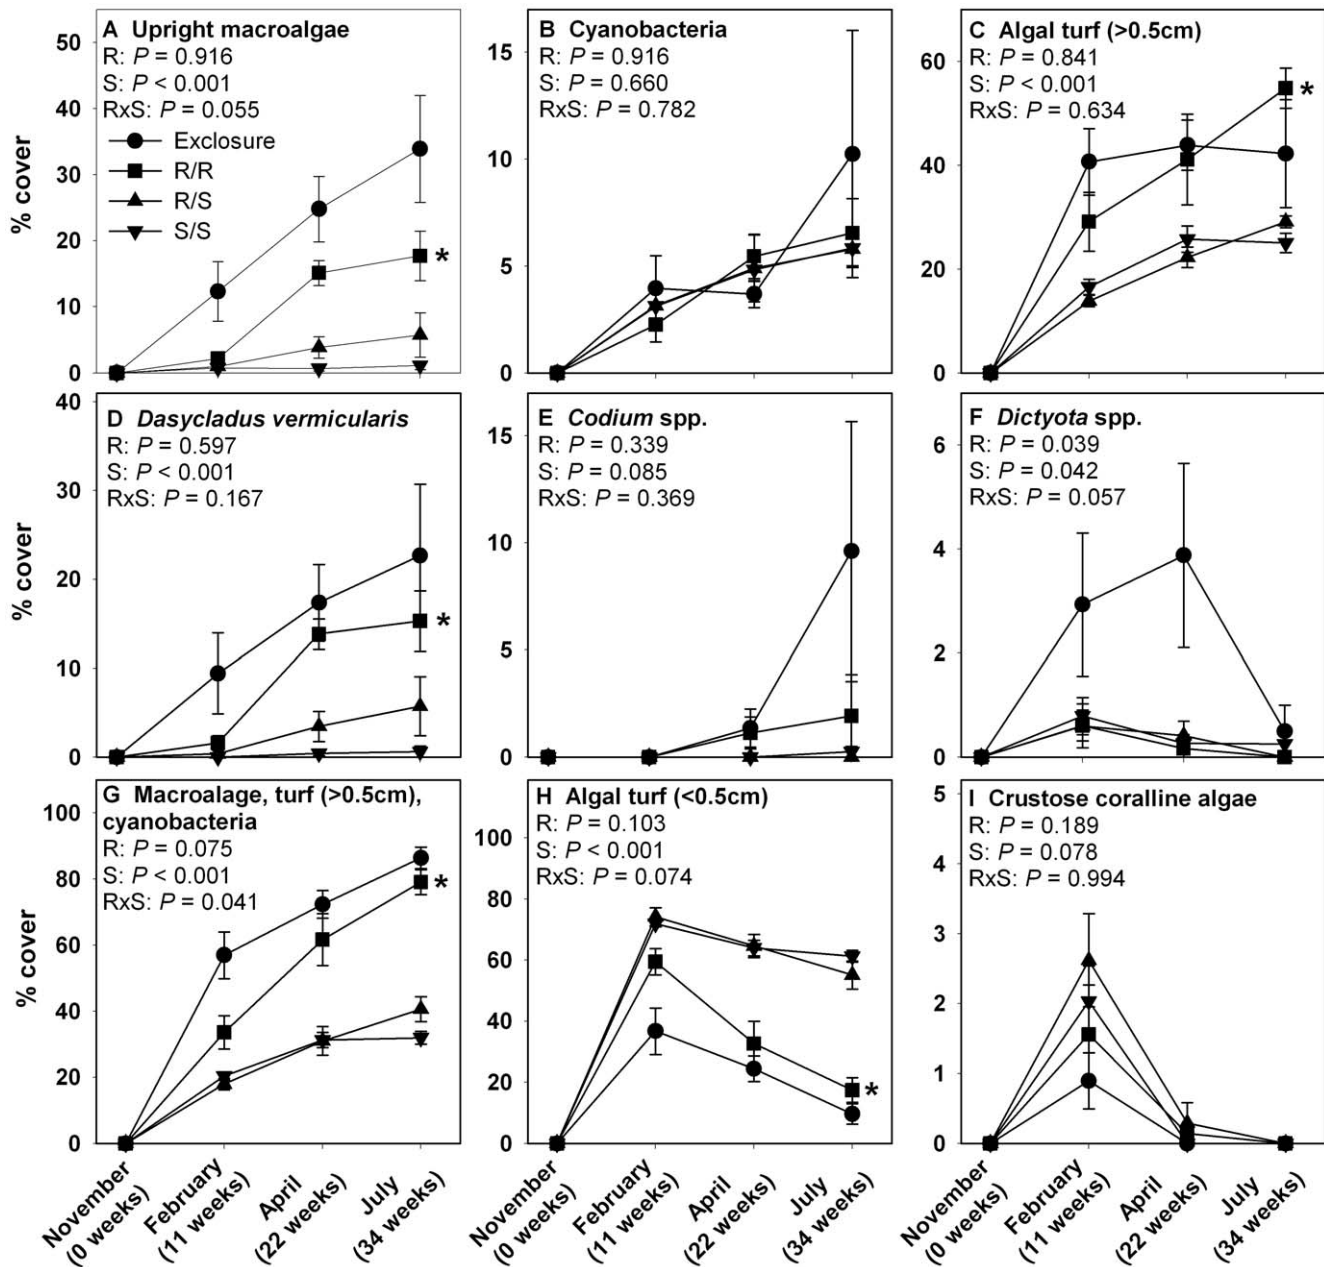 A Upright macroalgae
R: P = 0.916
S: P < 0.001
RxS: P = 0.055
Exclosure
R/R
R/S
S/S
50
40
30
20
10
0
% cover
*
B Cyanobacteria
R: P = 0.916
S: P = 0.660
RxS: P = 0.782
15
10
5
0
C Algal turf (>0.5cm)
R: P = 0.841
S: P < 0.001
RxS: P = 0.634
60
40
20
0
*
D Dasycladus vermicularis
R: P = 0.597
S: P < 0.001
RxS: P = 0.167
40
30
20
10
0
% cover
*
E Codium spp.
R: P = 0.339
S: P = 0.085
RxS: P = 0.369
15
10
5
0
F Dictyota spp.
R: P = 0.039
S: P = 0.042
RxS: P = 0.057
6
4
2
0
G Macroalage, turf (>0.5cm),
cyanobacteria
R: P = 0.075
S: P < 0.001
RxS: P = 0.041
100
80
60
40
20
0
% cover
*
November
(0 weeks)
February
(11 weeks)
April
(22 weeks)
July
(34 weeks)
H Algal turf (<0.5cm)
R: P = 0.103
S: P < 0.001
RxS: P = 0.074
100
80
60
40
20
0
*
November
(0 weeks)
February
(11 weeks)
April
(22 weeks)
July
(34 weeks)
I Crustose coralline algae
R: P = 0.189
S: P = 0.078
RxS: P = 0.994
5
4
3
2
1
0
November
(0 weeks)
February
(11 weeks)
April
(22 weeks)
July
(34 weeks)